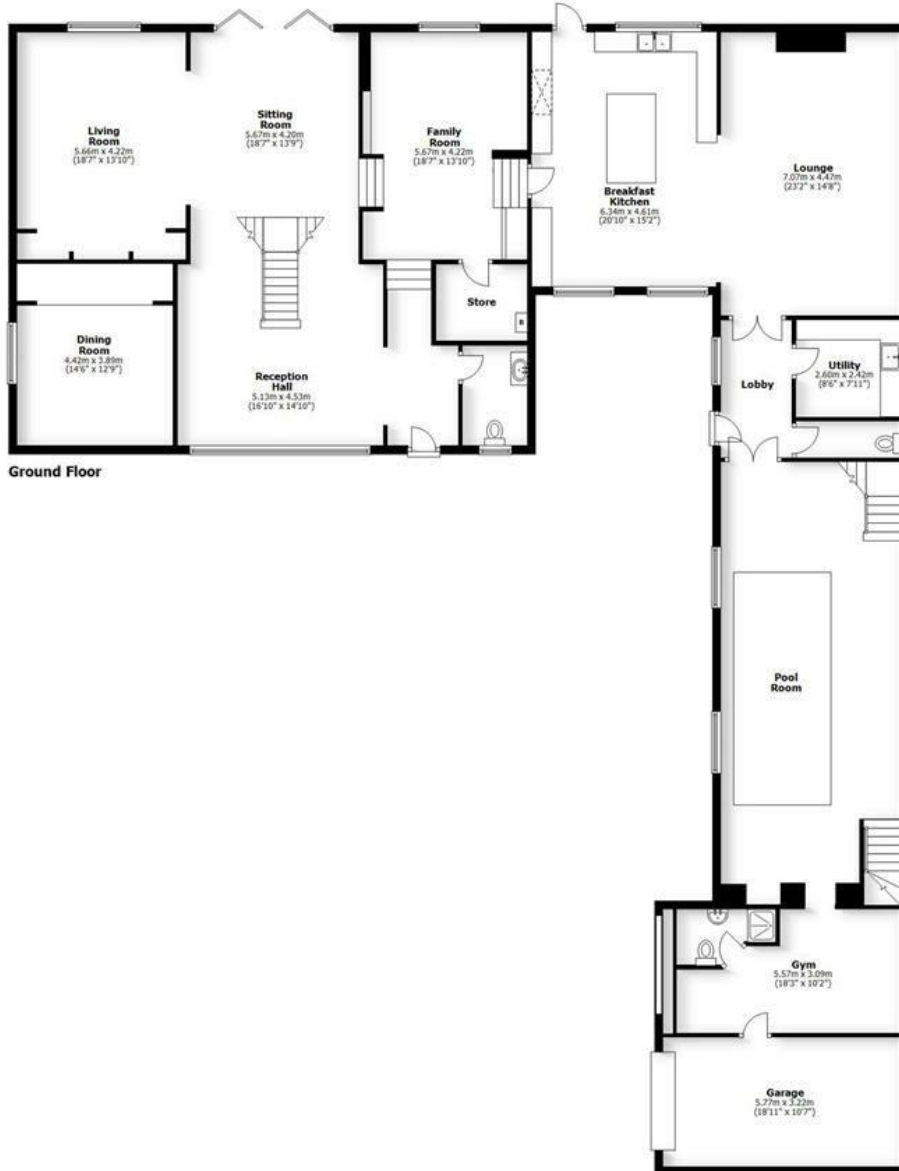 Living
Room
5.66m x 4.22m
(18'7" x 13'10")
Sitting
Room
5.67m x 4.20m
(18'7" x 13'9")
Family
Room
5.67m x 4.22m
(18'7" x 13'10")
Breakfast
Kitchen
6.34m x 4.61m
(20'10" x 15'2")
Lounge
7.07m x 4.47m
(23'2" x 14'8")
Dining
Room
4.42m x 3.89m
(14'6" x 12'9")
Reception
Hall
5.13m x 4.53m
(16'10" x 14'10")
Store
Lobby
Utility
2.60m x 2.42m
(8'6" x 7'11")
Ground Floor
Pool
Room
Gym
5.57m x 3.09m
(18'3" x 10'2")
Garage
5.77m x 3.22m
(18'11" x 10'7")